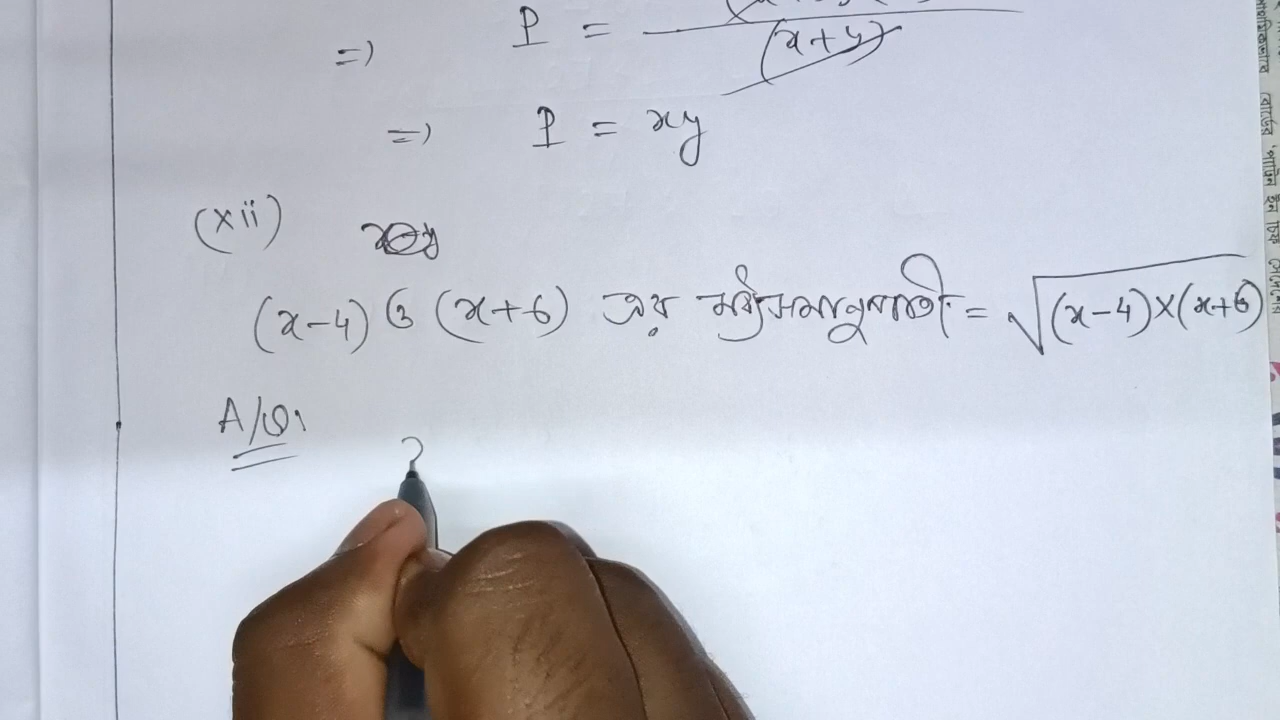 => P = (x+y)
=> P = xy
(xii)
(x-4) ও (x+6) এর মধ্যসমানুপাতী = √(x-4)×(x+6)
A/Q,